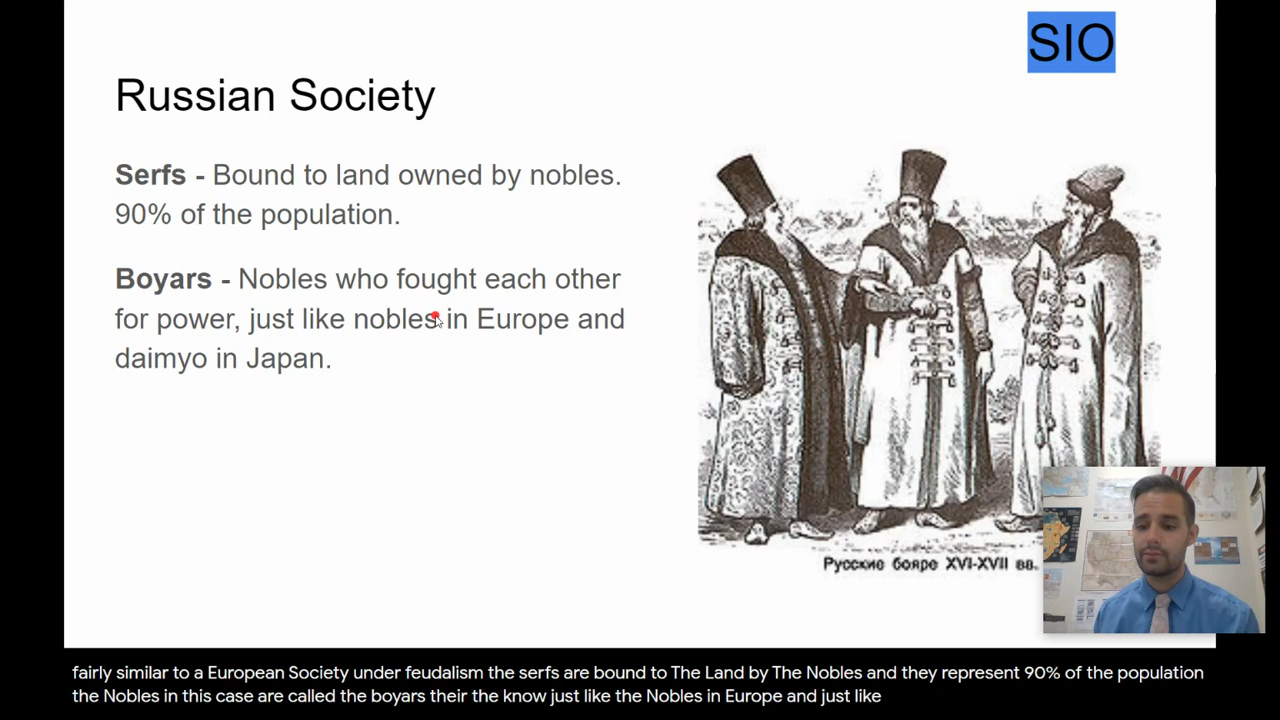 SIO
Russian Society
Serfs - Bound to land owned by nobles.
90% of the population.
Boyars - Nobles who fought each other
for power, just like nobles in Europe and
daimyo in Japan.
Русские бояре XVI-XVII вв.
fairly similar to a European Society under feudalism the serfs are bound to The Land by The Nobles and they represent 90% of the population
the Nobles in this case are called the boyars their the know just like the Nobles in Europe and just like